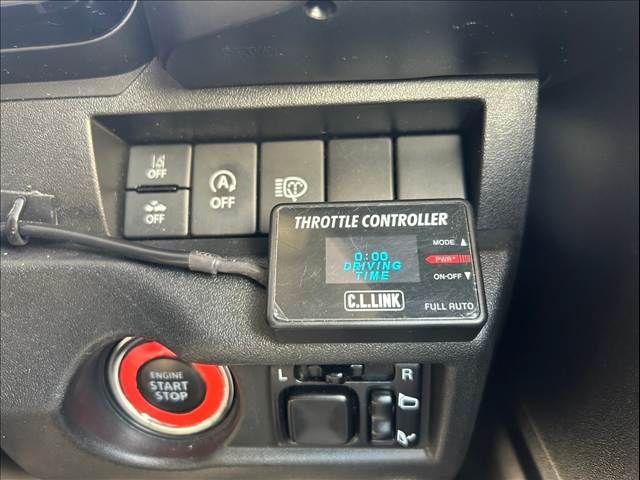 OFF
OFF
A
OFF
THROTTLE CONTROLLER
0:00
DRIVING
TIME
MODE ▲
PWR
ON-OFF ▼
C.L.LINK
FULL AUTO
ENGINE
START
STOP
L
R